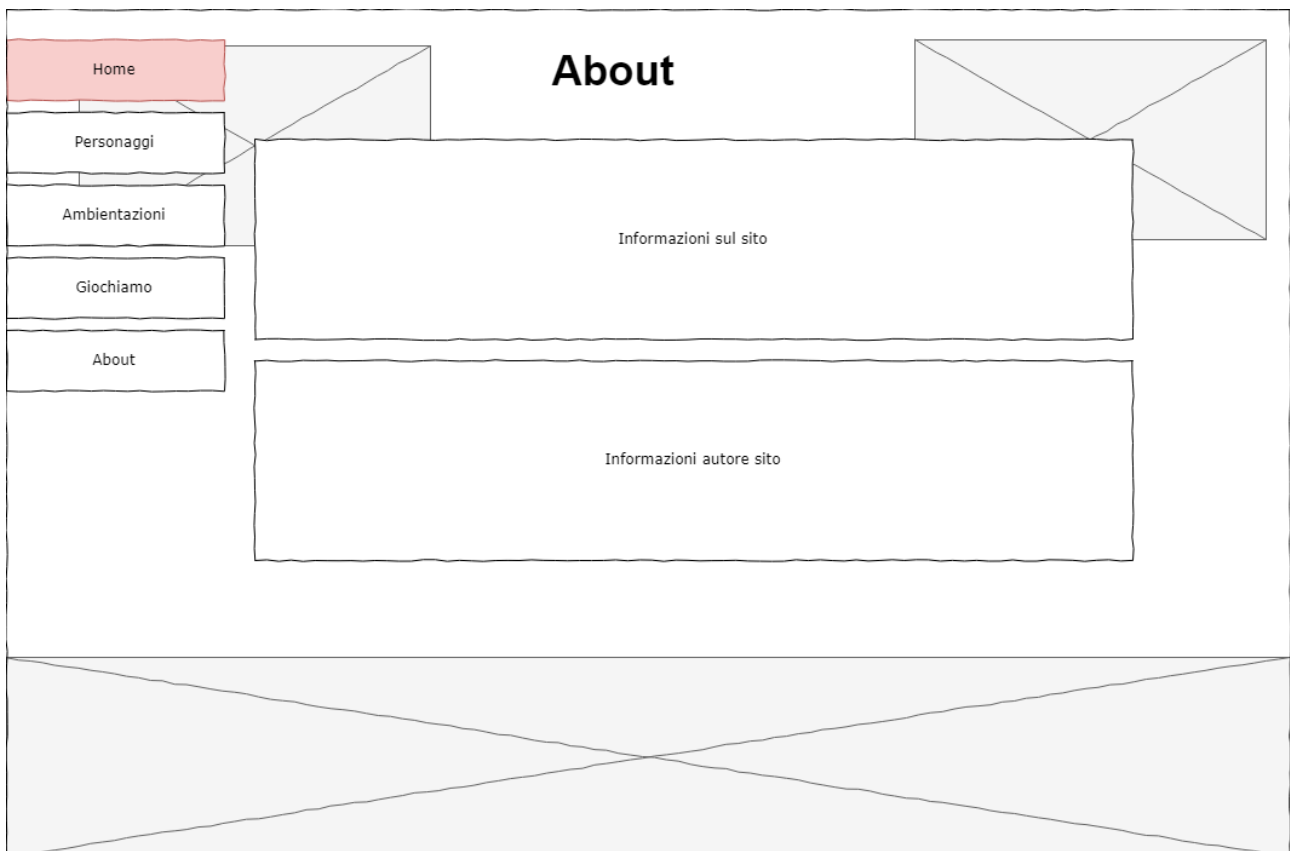 About
Home
Personaggi
Ambientazioni
Giochiamo
About
Informazioni sul sito
Informazioni autore sito